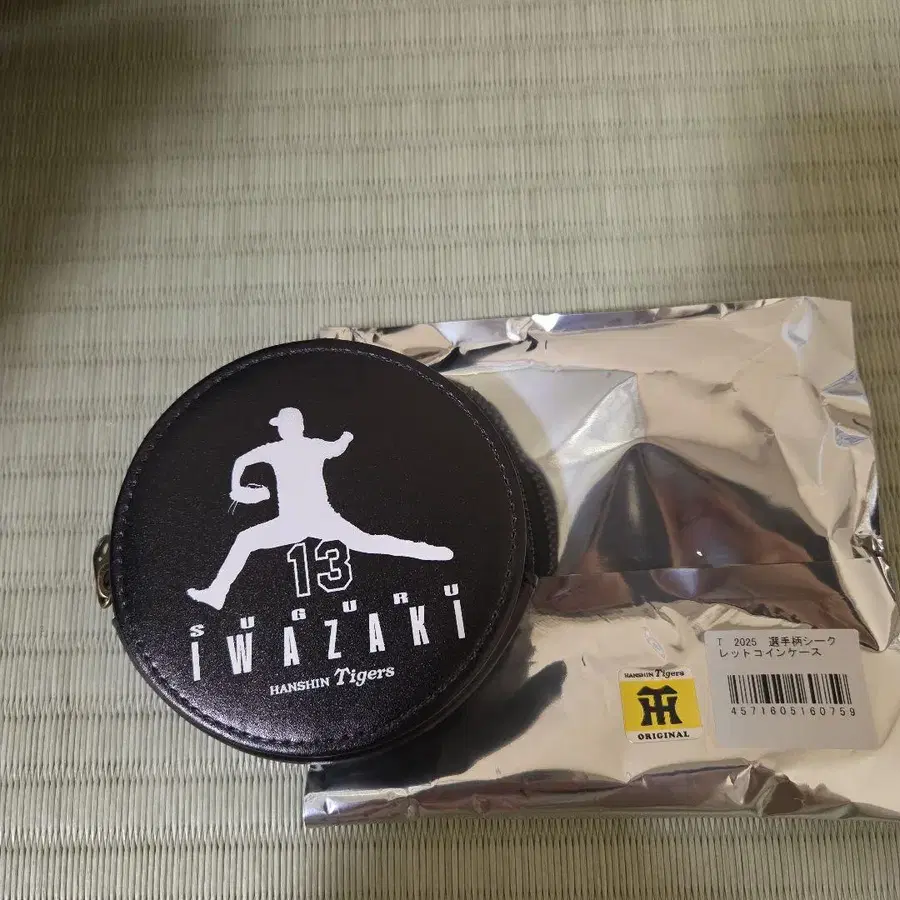 13
SUGURU
IWAZAKI
HANSHIN Tigers
T 2025 選手柄シーク
レットコインケース
4571605160759
HANSHIN Tigers
HT
ORIGINAL